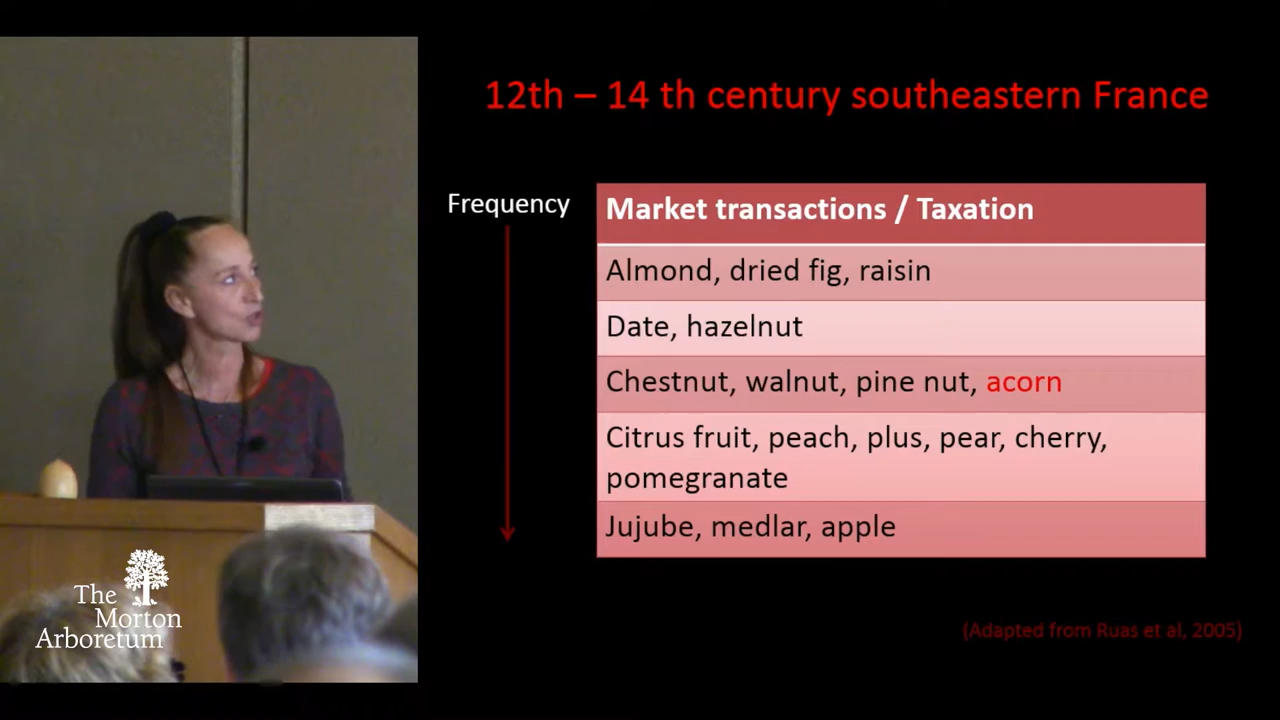 12th – 14 th century southeastern France
Frequency
Market transactions / Taxation
Almond, dried fig, raisin
Date, hazelnut
Chestnut, walnut, pine nut, acorn
Citrus fruit, peach, plus, pear, cherry,
pomegranate
Jujube, medlar, apple
(Adapted from Ruas et al, 2005)
The
Morton
Arboretum